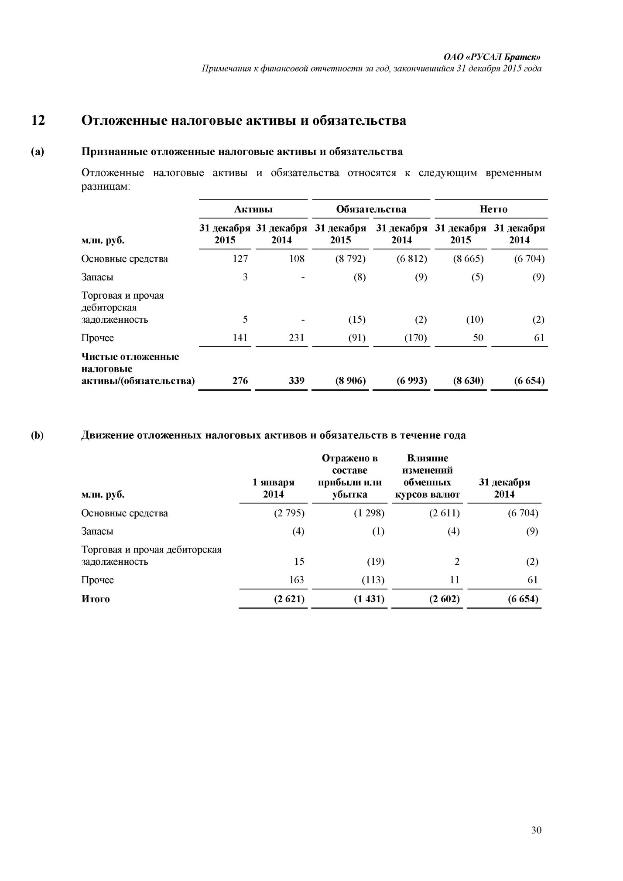 ОАО «РУСАЛ Братск»
Примечания к финансовой отчетности за год, закончившийся 31 декабря 2015 года
12 Отложенные налоговые активы и обязательства
(a) Признанные отложенные налоговые активы и обязательства
Отложенные налоговые активы и обязательства относятся к следующим временным
разницам:
Активы Обязательства Нетто
31 декабря 31 декабря 31 декабря 31 декабря 31 декабря 31 декабря
млн. руб. 2015 2014 2015 2014 2015 2014
Основные средства 127 108 (8 792) (6 812) (8 665) (6 704)
Запасы 3 - (8) (9) (5) (9)
Торговая и прочая
дебиторская
задолженность 5 - (15) (2) (10) (2)
Прочее 141 231 (91) (170) 50 61
Чистые отложенные
налоговые
активы/(обязательства) 276 339 (8 906) (6 993) (8 630) (6 654)
(b) Движение отложенных налоговых активов и обязательств в течение года
Отражено в Влияние
составе изменений
1 января прибыли или обменных 31 декабря
млн. руб. 2014 убытка курсов валют 2014
Основные средства (2 795) (1 298) (2 611) (6 704)
Запасы (4) (1) (4) (9)
Торговая и прочая дебиторская
задолженность 15 (19) 2 (2)
Прочее 163 (113) 11 61
Итого (2 621) (1 431) (2 602) (6 654)
30